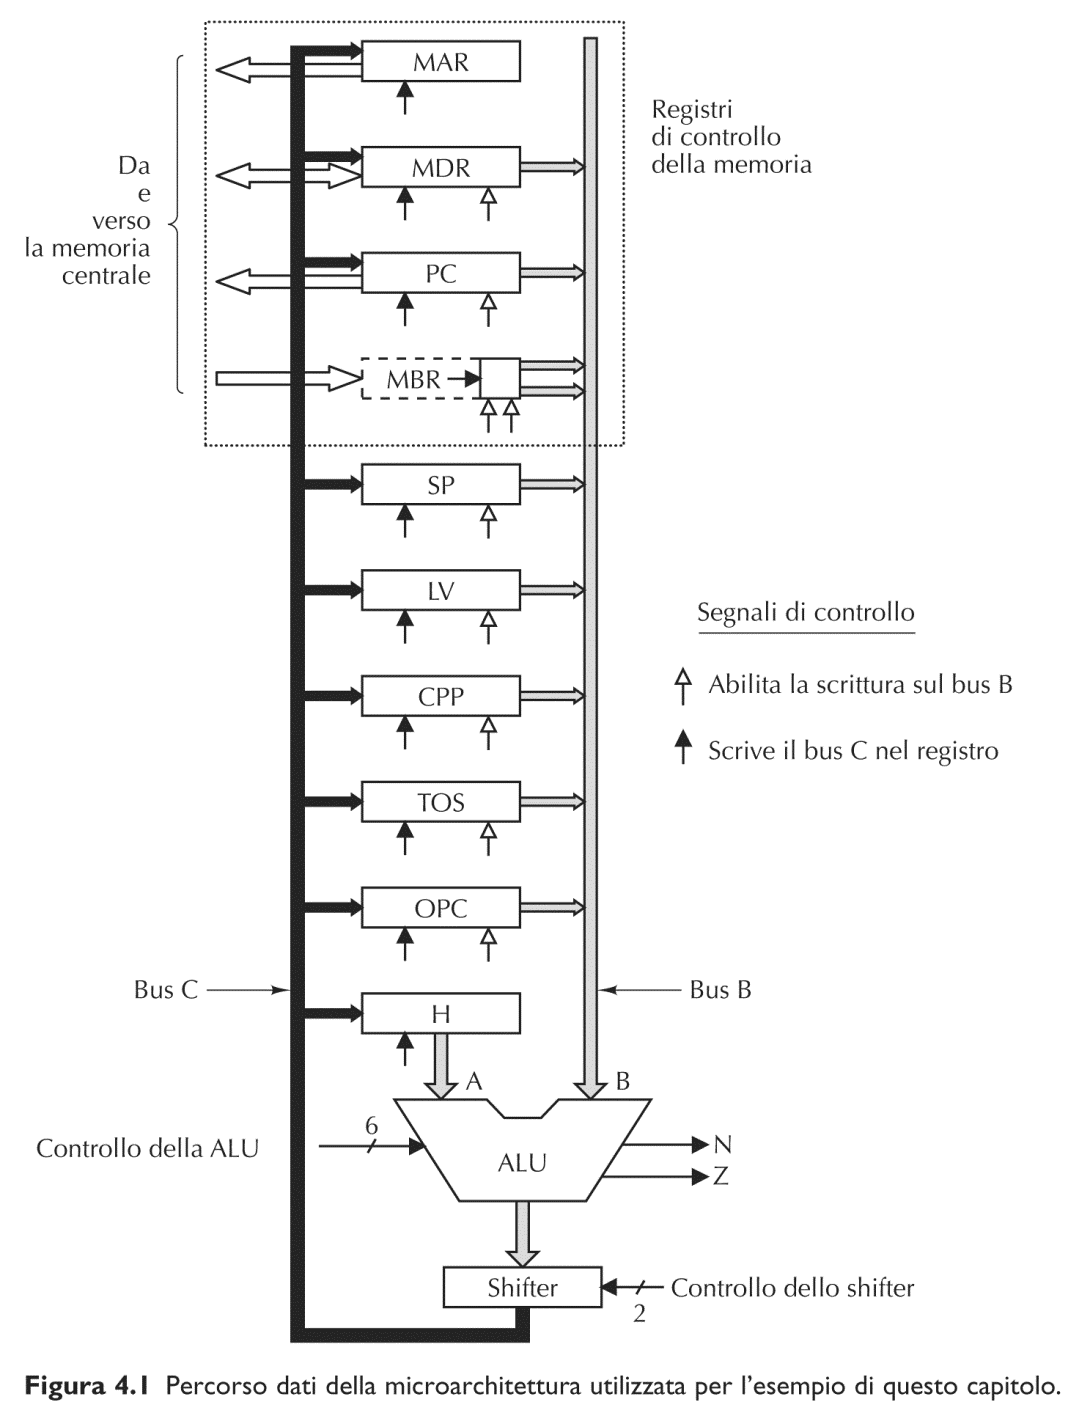 MAR
Registri
di controllo
della memoria
Da
e
verso
la memoria
centrale
MDR
PC
MBR
SP
LV
Segnali di controllo
Abilita la scrittura sul bus B
Scrive il bus C nel registro
CPP
TOS
OPC
Bus C
Bus B
H
A
B
6
Controllo della ALU
ALU
N
Z
Shifter
Controllo dello shifter
2
Figura 4.1 Percorso dati della microarchitettura utilizzata per l'esempio di questo capitolo.